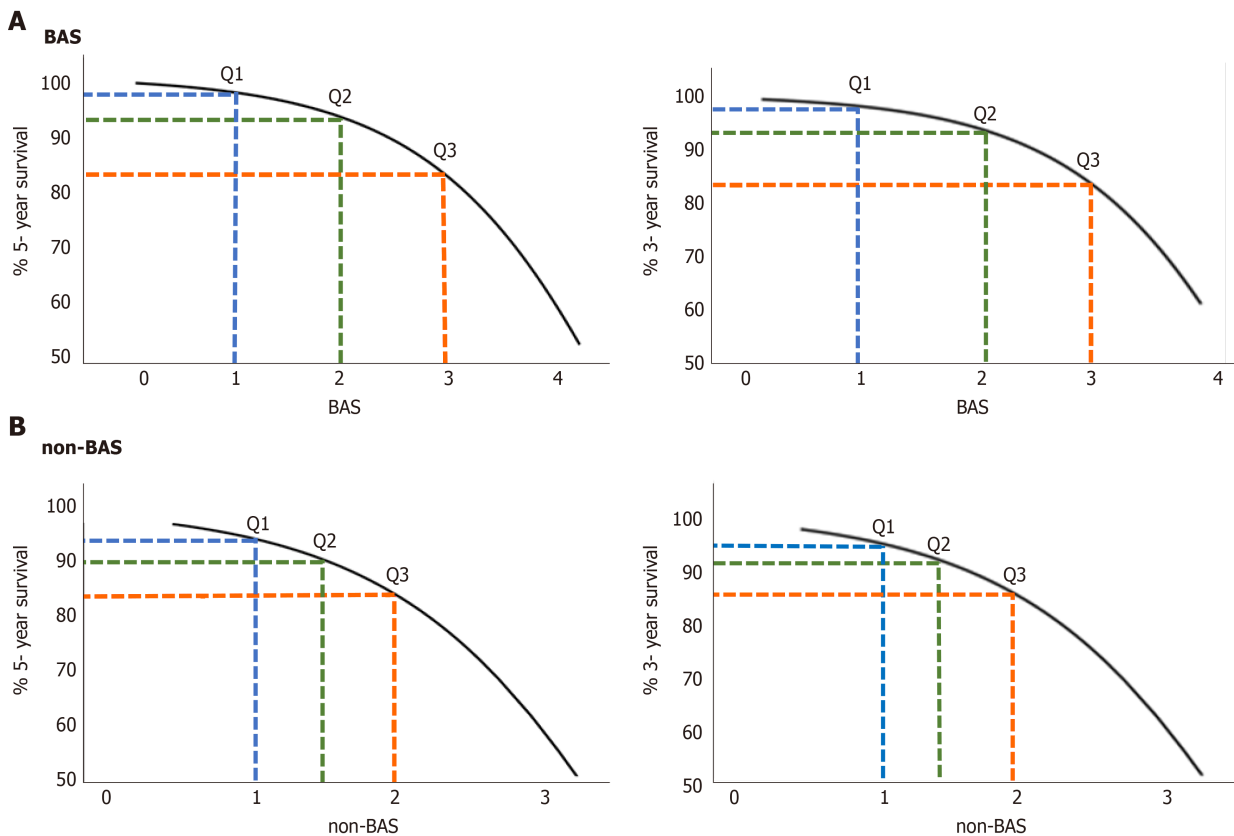 A
BAS
% 5- year survival
100
90
80
70
60
50
Q1
Q2
Q3
0 1 2 3 4
BAS
% 3- year survival
100
90
80
70
60
50
Q1
Q2
Q3
0 1 2 3 4
BAS
B
non-BAS
% 5- year survival
100
90
80
70
60
50
Q1
Q2
Q3
0 1 2 3
non-BAS
% 3- year survival
100
90
80
70
60
50
Q1
Q2
Q3
0 1 2 3
non-BAS